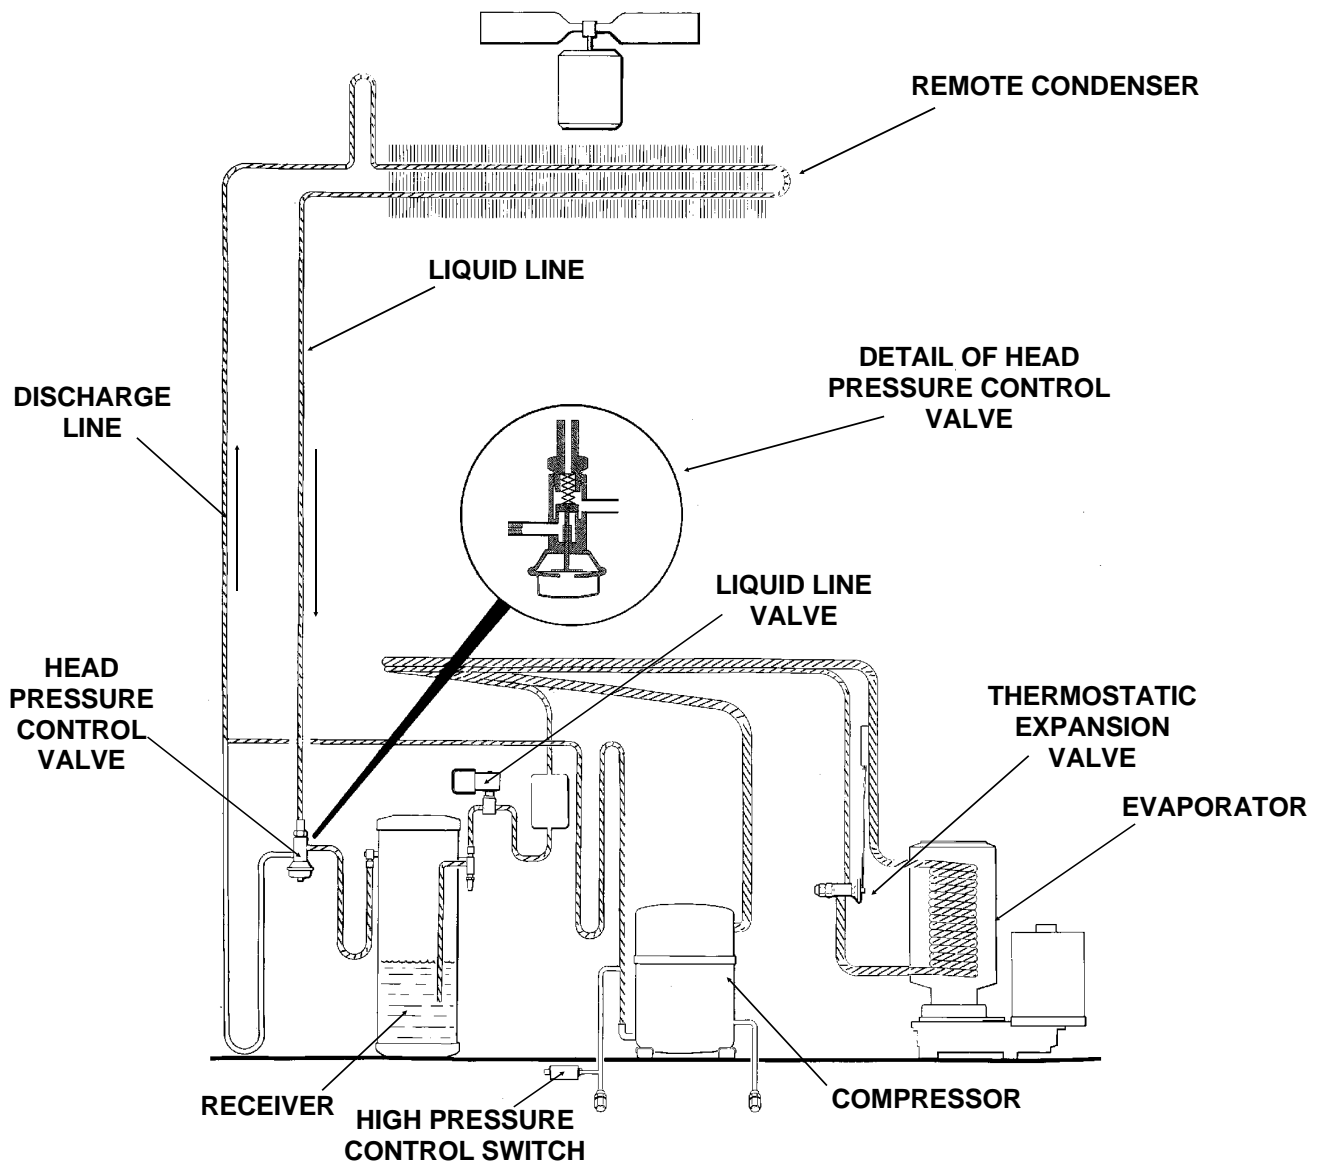 REMOTE CONDENSER
LIQUID LINE
DETAIL OF HEAD
PRESSURE CONTROL
VALVE
DISCHARGE
LINE
LIQUID LINE
VALVE
HEAD
PRESSURE
CONTROL
VALVE
THERMOSTATIC
EXPANSION
VALVE
EVAPORATOR
RECEIVER
HIGH PRESSURE
CONTROL SWITCH
COMPRESSOR